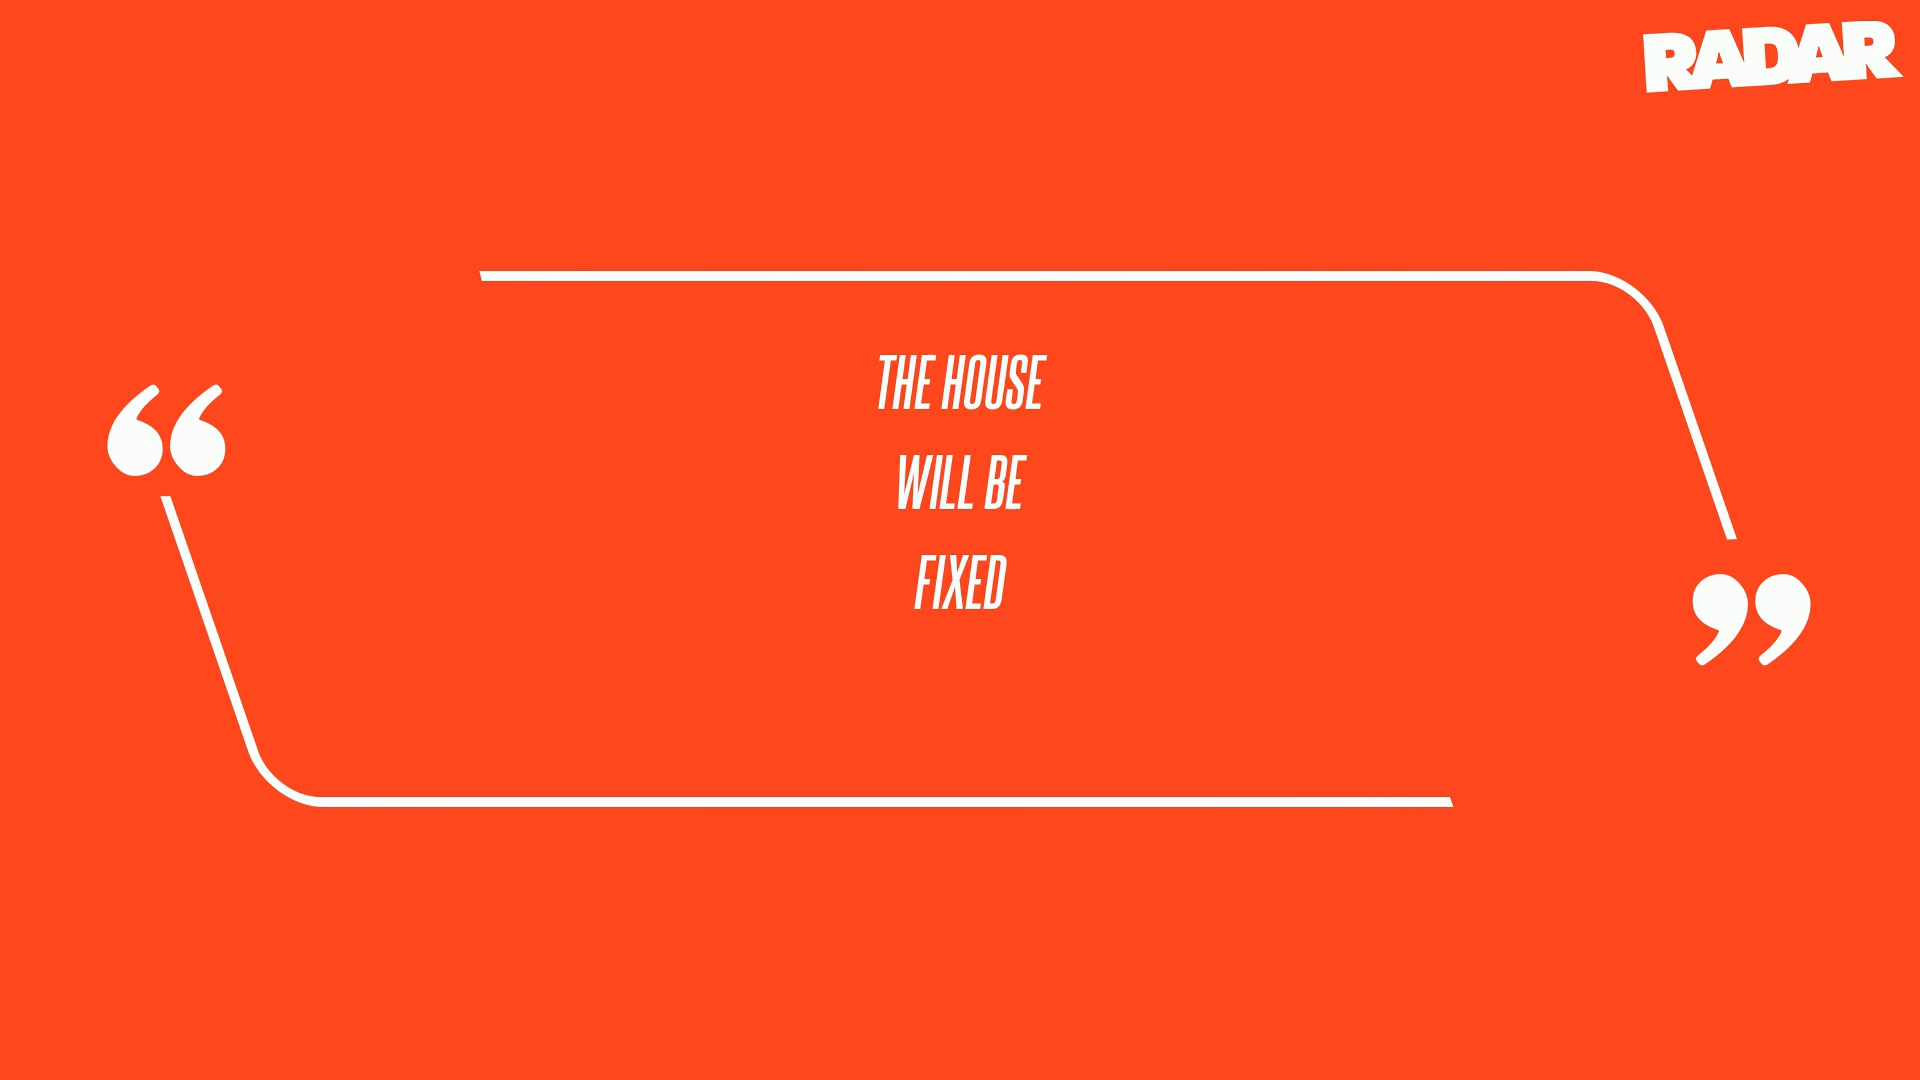 RADAR
“
THE HOUSE
WILL BE
FIXED
”